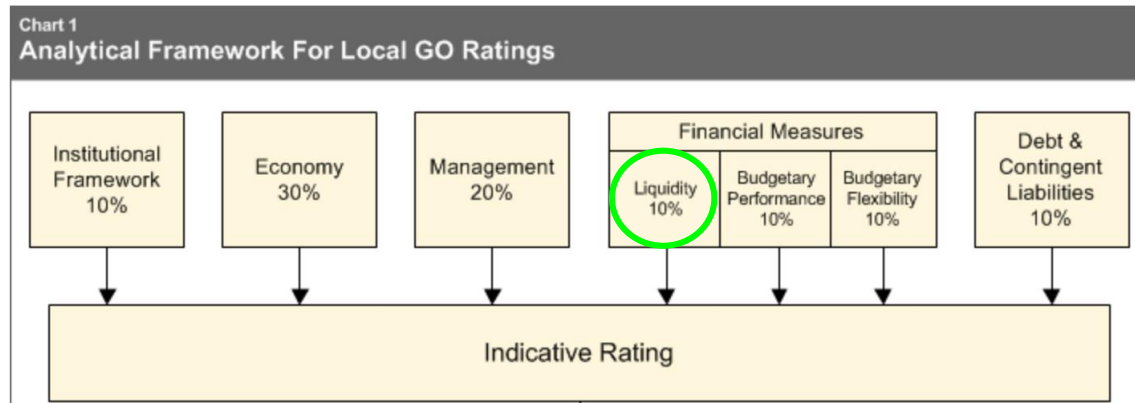 Chart 1
Analytical Framework For Local GO Ratings
Institutional
Framework
10%
Economy
30%
Management
20%
Financial Measures
Liquidity
10%
Budgetary
Performance
10%
Budgetary
Flexibility
10%
Debt &
Contingent
Liabilities
10%
Indicative Rating